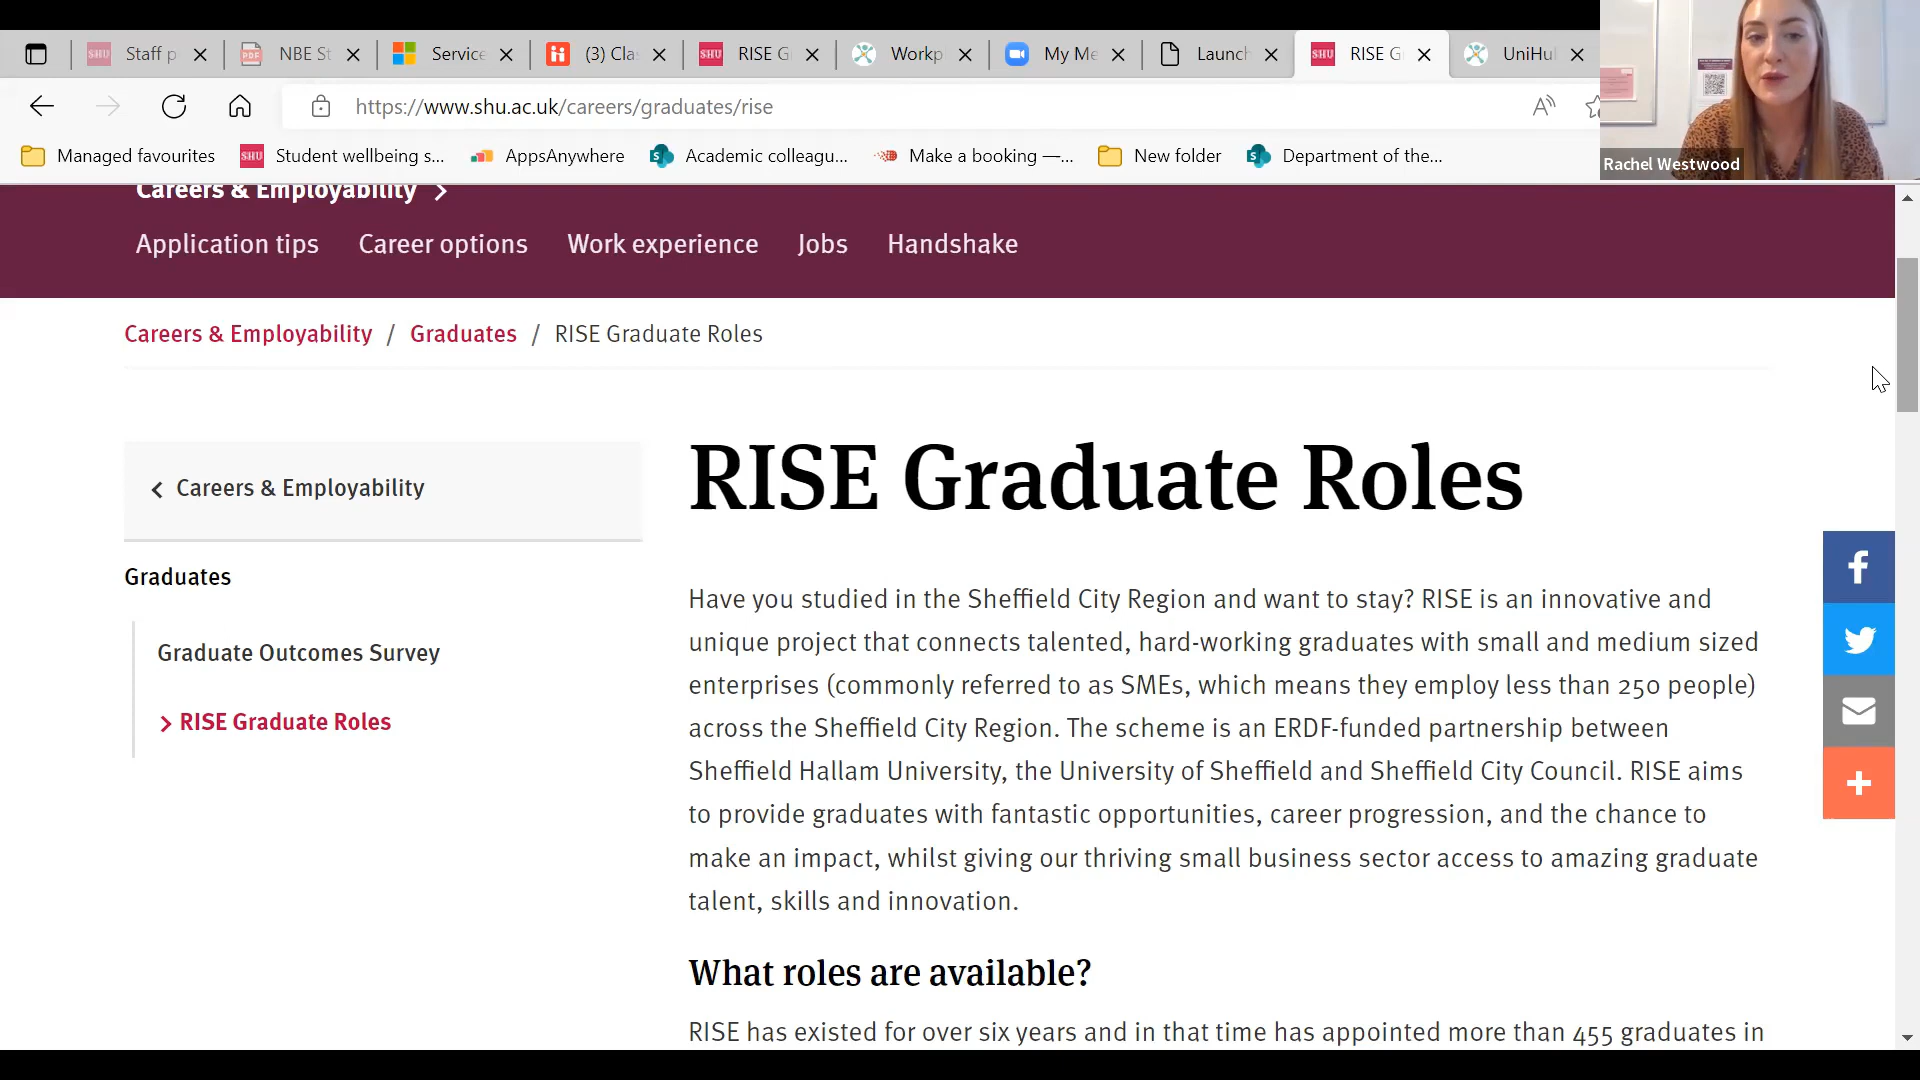 SHU Staff p
PDF NBE St
Service
(3) Cla
SHU RISE G
Workp
My Me
Launch
SHU RISE G
UniHul
https://www.shu.ac.uk/careers/graduates/rise
Managed favourites
SHU Student wellbeing s...
AppsAnywhere
Academic colleagu...
Make a booking —...
New folder
Department of the...
Rachel Westwood
Careers & Employability
Application tips Career options Work experience Jobs Handshake
Careers & Employability / Graduates / RISE Graduate Roles
Careers & Employability
Graduates
Graduate Outcomes Survey
RISE Graduate Roles
RISE Graduate Roles
Have you studied in the Sheffield City Region and want to stay? RISE is an innovative and
unique project that connects talented, hard-working graduates with small and medium sized
enterprises (commonly referred to as SMEs, which means they employ less than 250 people)
across the Sheffield City Region. The scheme is an ERDF-funded partnership between
Sheffield Hallam University, the University of Sheffield and Sheffield City Council. RISE aims
to provide graduates with fantastic opportunities, career progression, and the chance to
make an impact, whilst giving our thriving small business sector access to amazing graduate
talent, skills and innovation.
What roles are available?
RISE has existed for over six years and in that time has appointed more than 455 graduates in